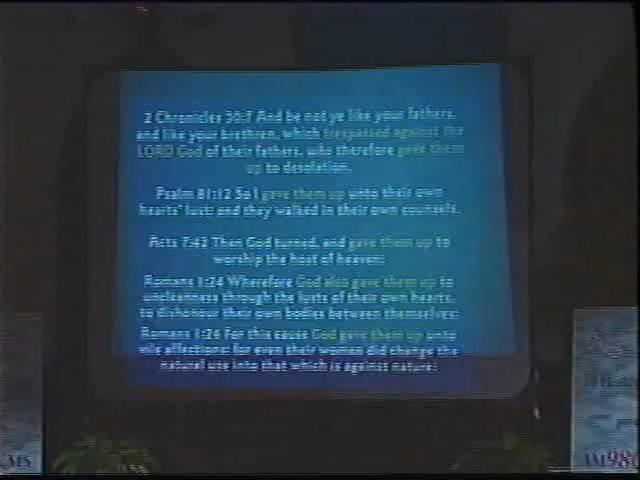 2 Chronicles 30:7 And be not ye like your fathers,
and like your brethren, which trespassed against the
LORD God of their fathers, who therefore gave them
up to desolation.
Psalm 81:12 So I gave them up unto their own
hearts' lust: and they walked in their own counsels.
Acts 7:42 Then God turned, and gave them up to
worship the host of heaven:
Romans 1:24 Wherefore God also gave them up to
uncleanness through the lusts of their own hearts,
to dishonour their own bodies between themselves:
Romans 1:26 For this cause God gave them up unto
vile affections: for even their women did change the
natural use into that which is against nature:
AM980